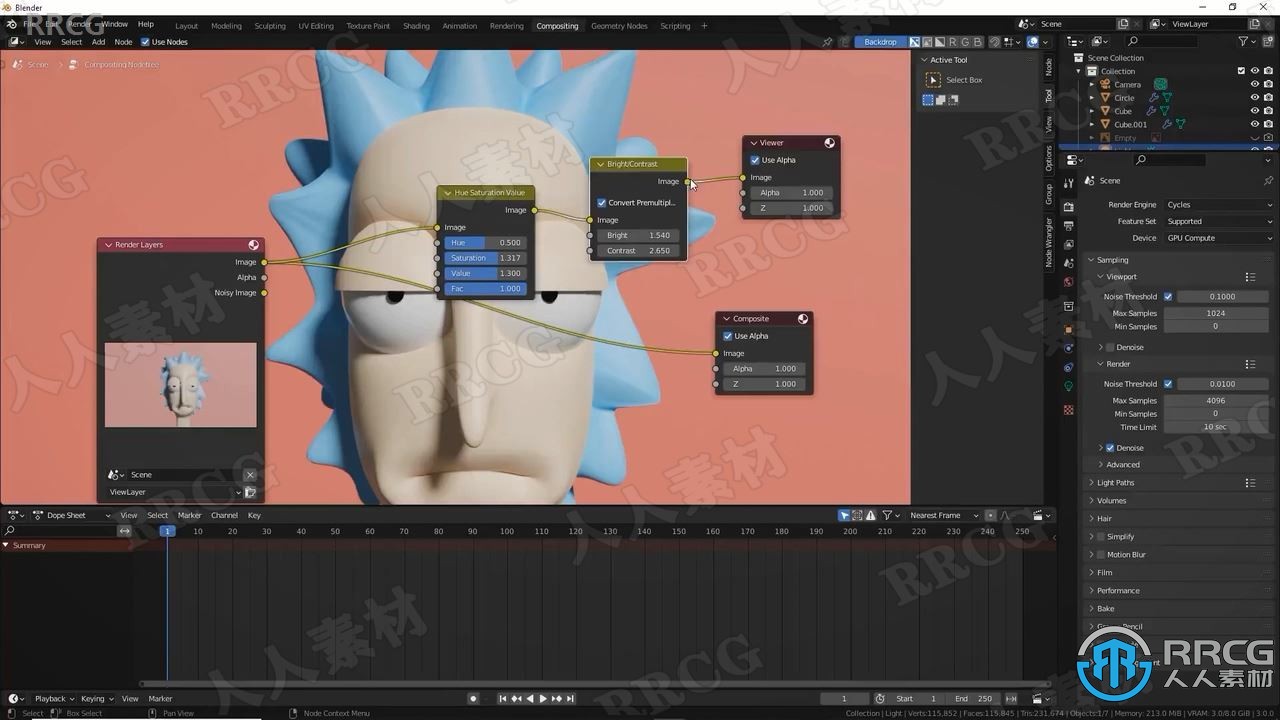 Blender
File Edit Render Window Help Layout Modeling Sculpting UV Editing Texture Paint Shading Animation Rendering Compositing Geometry Nodes Scripting + Scene ViewLayer
RRCG
View Select Add Node Use Nodes Backdrop R G B
Scene > Compositing Nodetree
Active Tool
Select Box
Node
Tool
View
Options
Group
Node Wrangler
Scene Collection
Collection
Camera
Circle
Cube
Cube.001
Empty
Viewer
Use Alpha
Image
Alpha 1.000
Z 1.000
Bright/Contrast
Image
Convert Premultipl..
Image
Bright 1.540
Contrast 2.650
Hue Saturation Value
Image
Image
Hue 0.500
Saturation 1.317
Value 1.300
Fac 1.000
Render Layers
Image
Alpha
Noisy Image
Scene
ViewLayer
Composite
Use Alpha
Image
Alpha 1.000
Z 1.000
Scene
Render Engine Cycles
Feature Set Supported
Device GPU Compute
Sampling
Viewport
Noise Threshold 0.1000
Max Samples 1024
Min Samples 0
Denoise
Render
Noise Threshold 0.0100
Max Samples 4096
Min Samples 0
Time Limit 10 sec
Denoise
Advanced
Light Paths
Volumes
Hair
Simplify
Motion Blur
Film
Performance
Bake
Grease Pencil
Dope Sheet View Select Marker Channel Key Nearest Frame
1 10 20 30 40 50 60 70 80 90 100 110 120 130 140 150 160 170 180 190 200 210 220 230 240 250
Summary
Playback Keying View Marker 1 Start 1 End 250
Select Box Select Pan View Node Context Menu
Collection | Light | Verts:115,852 | Faces:115,845 | Tris:231,674 | Objects:1/7 | Memory: 213.0 MiB | VRAM: 3.0/8.0 GiB | 3.0.0
RRCG
人人素材